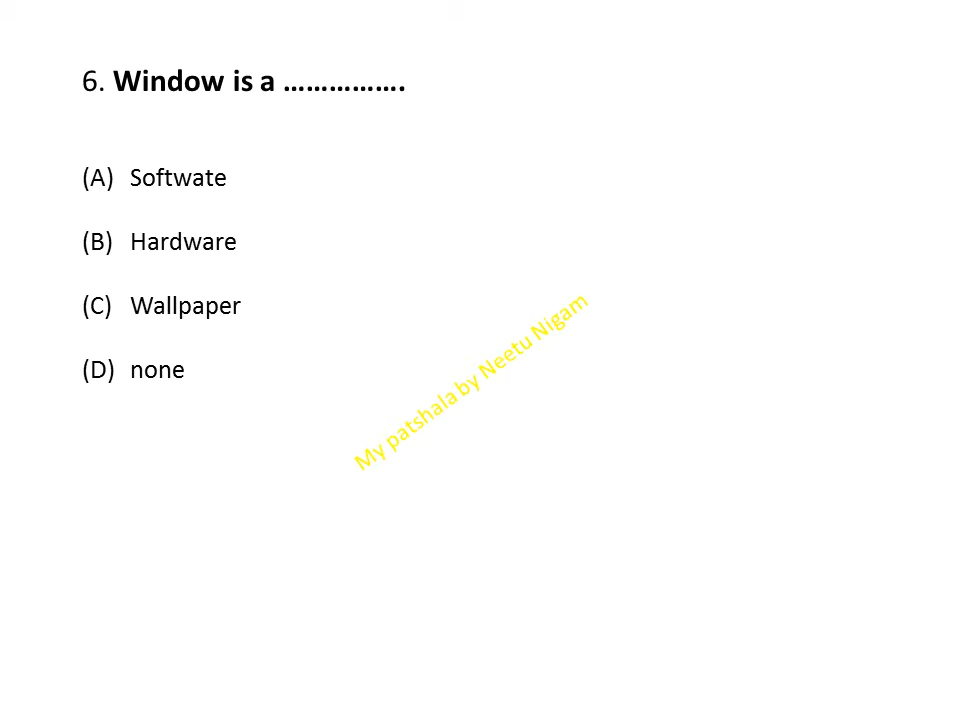 6. Window is a …………….
(A) Softwate
(B) Hardware
(C) Wallpaper
(D) none
My patshala by Neetu Nigam